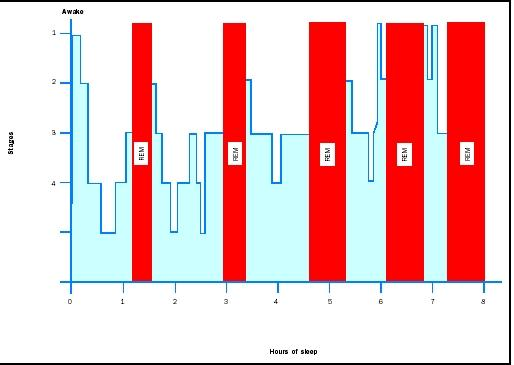 Awake
1
2
3
4
Stages
REM
REM
REM
REM
REM
0 1 2 3 4 5 6 7 8
Hours of sleep